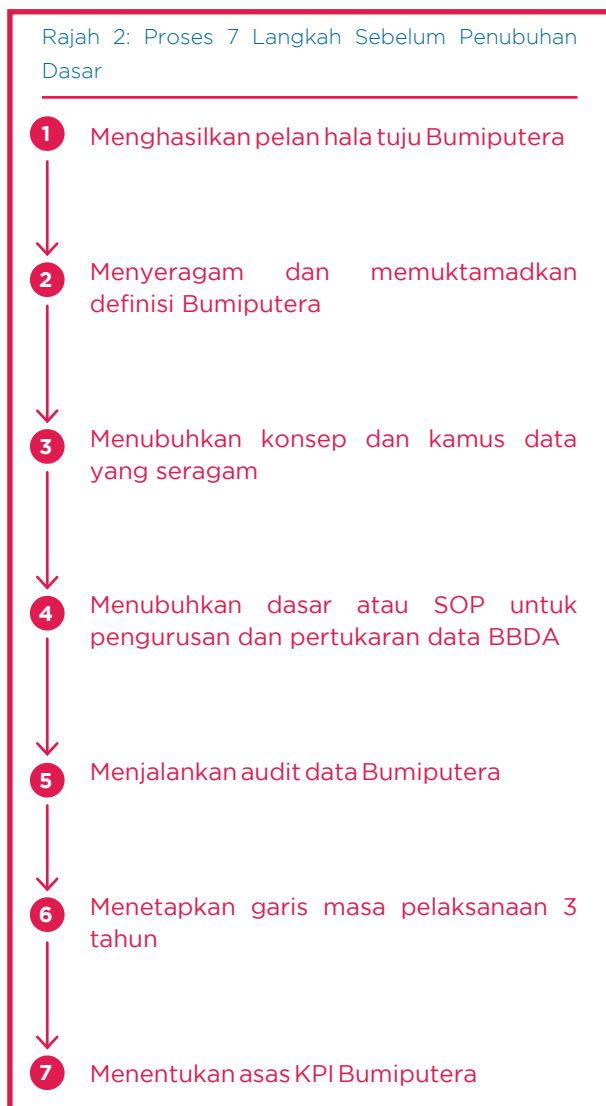 Rajah 2: Proses 7 Langkah Sebelum Penubuhan
Dasar
1 Menghasilkan pelan hala tuju Bumiputera
2 Menyeragam dan memuktamadkan
definisi Bumiputera
3 Menubuhkan konsep dan kamus data
yang seragam
4 Menubuhkan dasar atau SOP untuk
pengurusan dan pertukaran data BBDA
5 Menjalankan audit data Bumiputera
6 Menetapkan garis masa pelaksanaan 3
tahun
7 Menentukan asas KPI Bumiputera